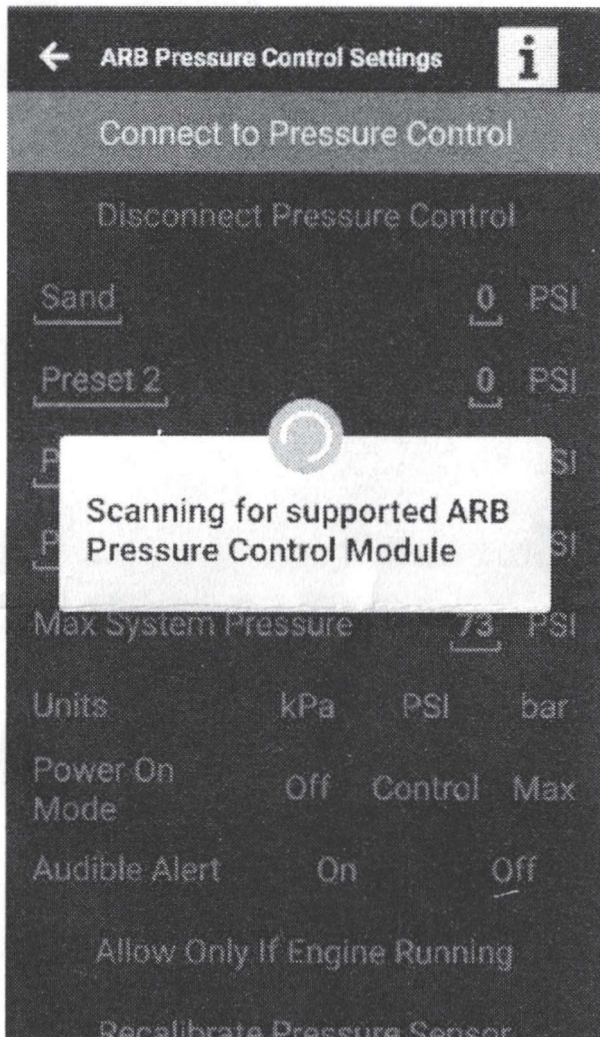 ARB Pressure Control Settings
i
Connect to Pressure Control
Disconnect Pressure Control
Sand 0 PSI
Preset 2 0 PSI
P SI
Scanning for supported ARB
P SI
Pressure Control Module
Max System Pressure 73 PSI
Units kPa PSI bar
Power On
Mode Off Control Max
Audible Alert On Off
Allow Only If Engine Running
Recalibrate Pressure Sensor